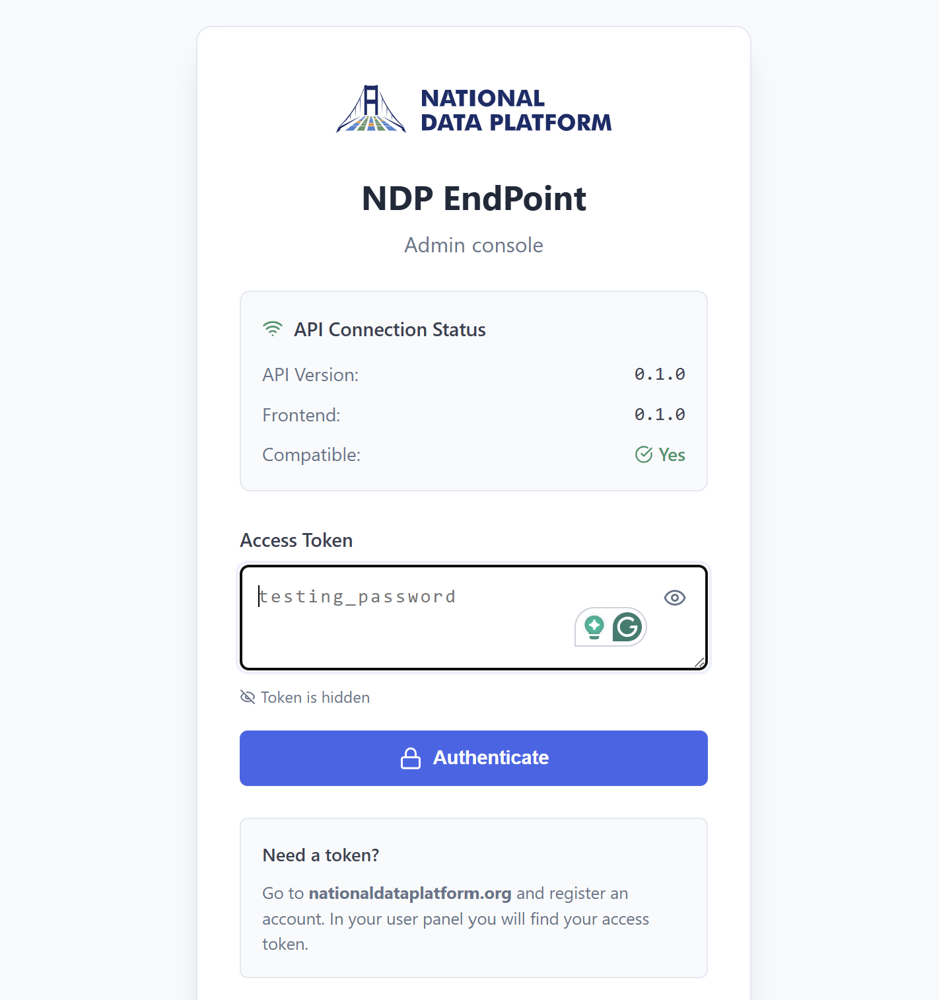 NATIONAL
DATA PLATFORM
NDP EndPoint
Admin console
API Connection Status
API Version: 0.1.0
Frontend: 0.1.0
Compatible: Yes
Access Token
testing_password
Token is hidden
Authenticate
Need a token?
Go to nationaldataplatform.org and register an
account. In your user panel you will find your access
token.